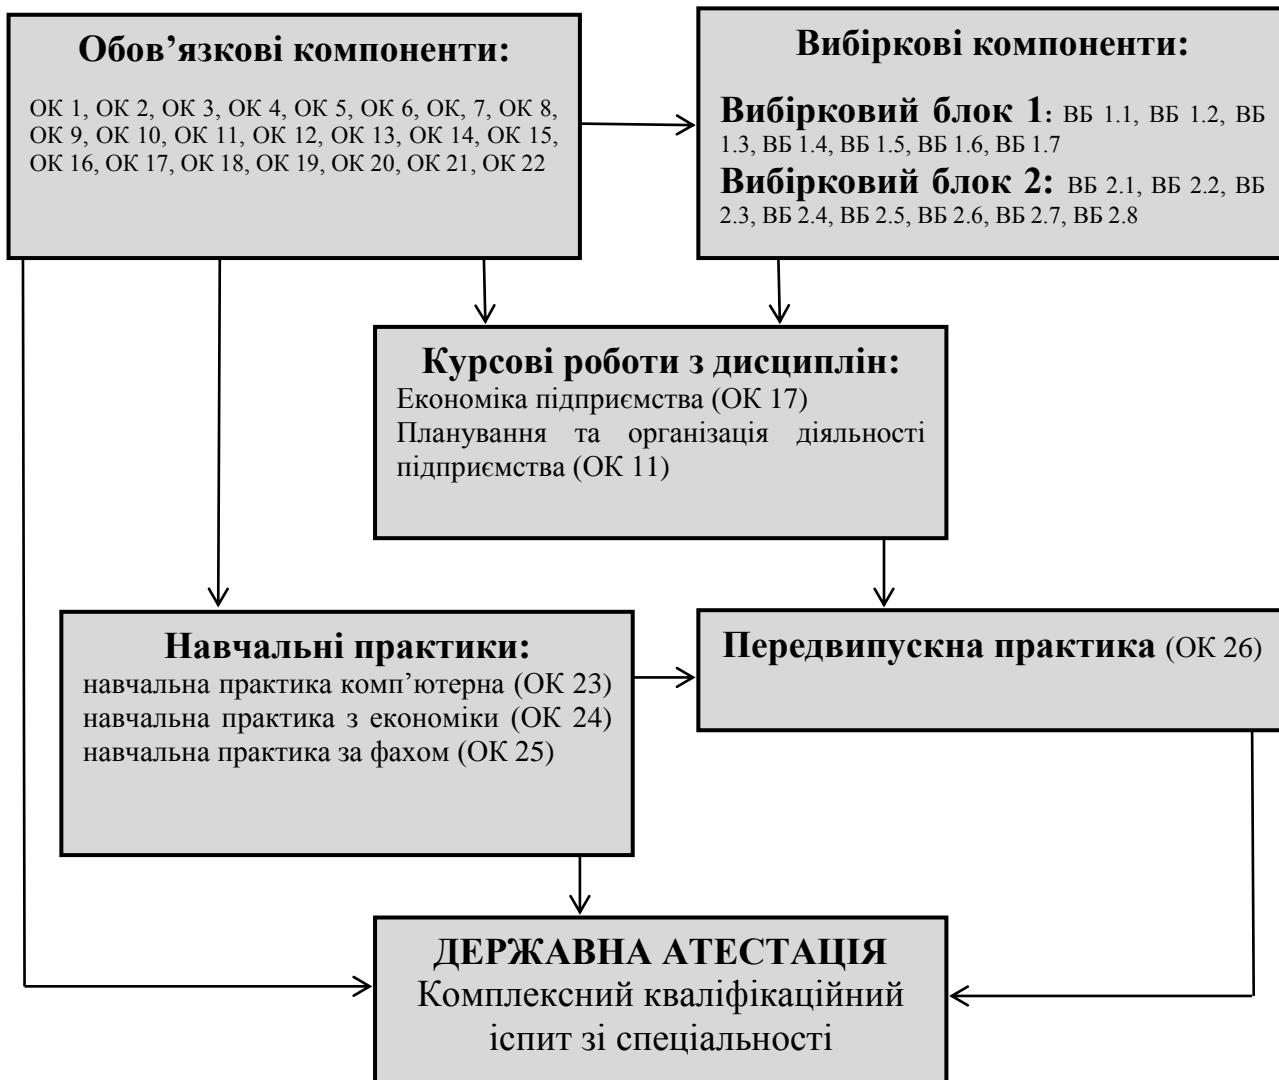 Обов’язкові компоненти:
ОК 1, ОК 2, ОК 3, ОК 4, ОК 5, ОК 6, ОК, 7, ОК 8,
ОК 9, ОК 10, ОК 11, ОК 12, ОК 13, ОК 14, ОК 15,
ОК 16, ОК 17, ОК 18, ОК 19, ОК 20, ОК 21, ОК 22
Вибіркові компоненти:
Вибірковий блок 1: ВБ 1.1, ВБ 1.2, ВБ
1.3, ВБ 1.4, ВБ 1.5, ВБ 1.6, ВБ 1.7
Вибірковий блок 2: ВБ 2.1, ВБ 2.2, ВБ
2.3, ВБ 2.4, ВБ 2.5, ВБ 2.6, ВБ 2.7, ВБ 2.8
Курсові роботи з дисциплін:
Економіка підприємства (ОК 17)
Планування та організація діяльності
підприємства (ОК 11)
Навчальні практики:
навчальна практика комп’ютерна (ОК 23)
навчальна практика з економіки (ОК 24)
навчальна практика за фахом (ОК 25)
Передвипускна практика (ОК 26)
ДЕРЖАВНА АТЕСТАЦІЯ
Комплексний кваліфікаційний
іспит зі спеціальності